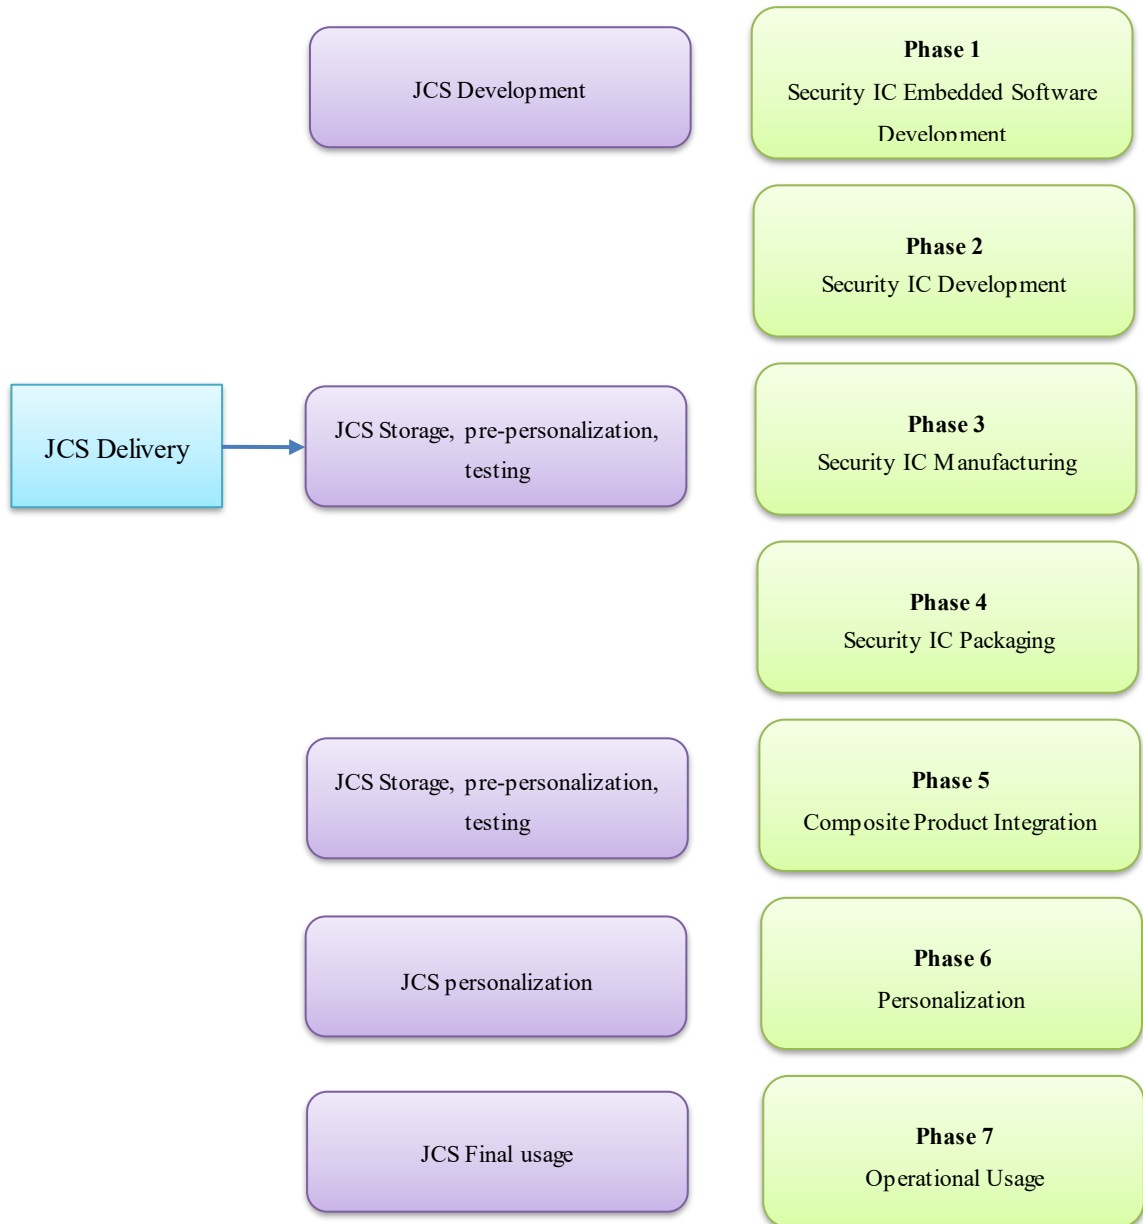 JCS Development
Phase 1
Security IC Embedded Software
Development
Phase 2
Security IC Development
JCS Delivery
JCS Storage, pre-personalization,
testing
Phase 3
Security IC Manufacturing
Phase 4
Security IC Packaging
JCS Storage, pre-personalization,
testing
Phase 5
Composite Product Integration
JCS personalization
Phase 6
Personalization
JCS Final usage
Phase 7
Operational Usage